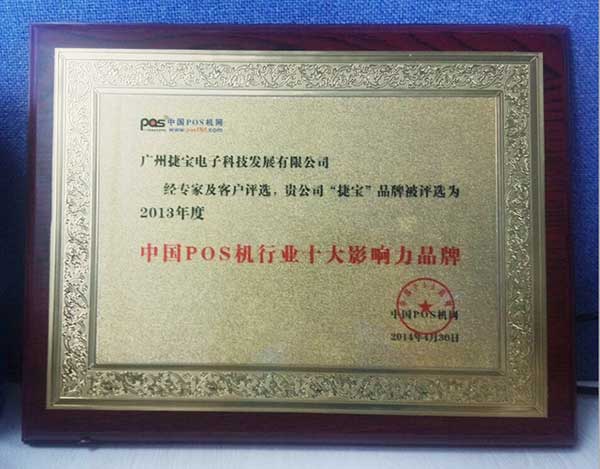 pos 中国POS机网
广州捷宝电子科技发展有限公司
经专家及客户评选，贵公司“捷宝”品牌被评选为
2013年度
中国POS机行业十大影响力品牌
中国POS机网
2014年4月30日